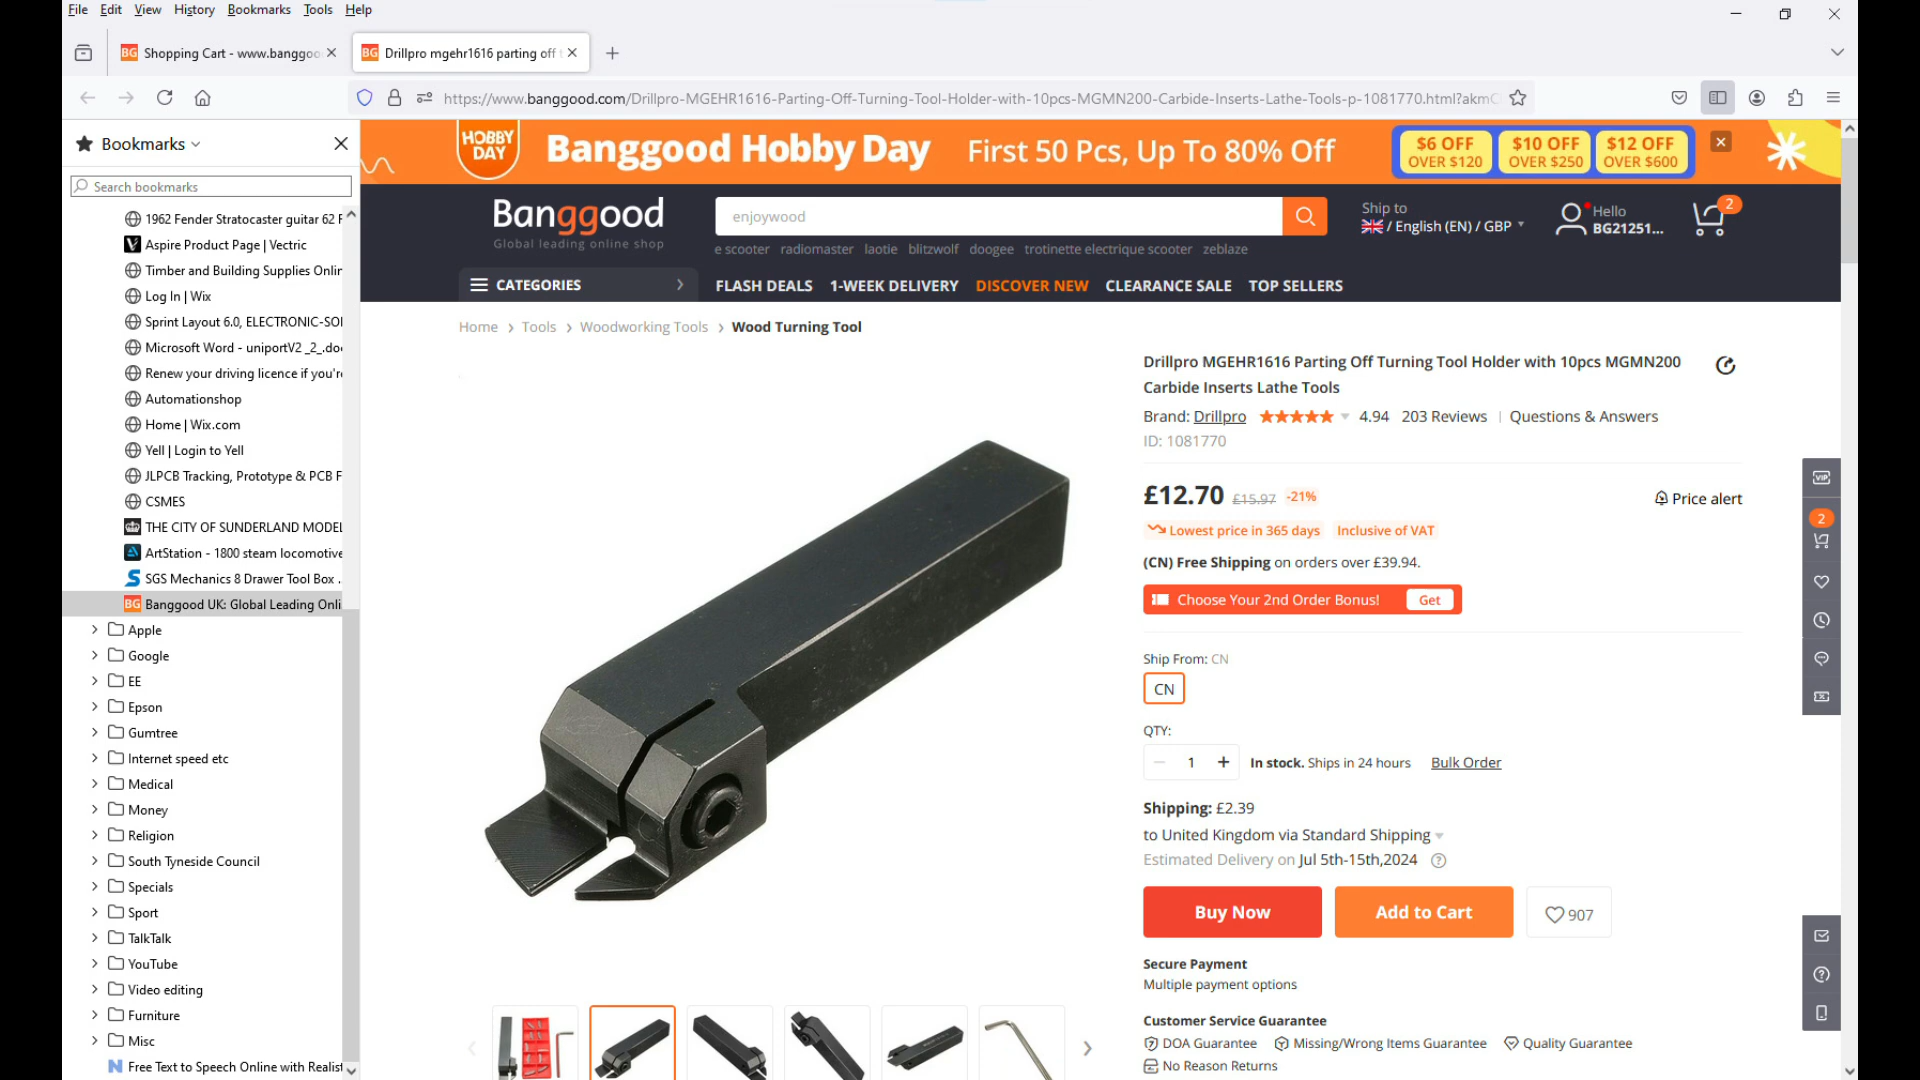 File Edit View History Bookmarks Tools Help
BG Shopping Cart - www.banggoo
BG Drillpro mgehr1616 parting off
https://www.banggood.com/Drillpro-MGEHR1616-Parting-Off-Turning-Tool-Holder-with-10pcs-MGMN200-Carbide-Inserts-Lathe-Tools-p-1081770.html?akm
Bookmarks
Search bookmarks
1962 Fender Stratocaster guitar 62
Aspire Product Page | Vectric
Timber and Building Supplies Onlin
Log In | Wix
Sprint Layout 6.0, ELECTRONIC-SO
Microsoft Word - uniportV2 _2_.do
Renew your driving licence if you'r
Automationshop
Home | Wix.com
Yell | Login to Yell
JLPCB Tracking, Prototype & PCB F
CSMES
THE CITY OF SUNDERLAND MODEL
ArtStation - 1800 steam locomotive
SGS Mechanics 8 Drawer Tool Box ..
BG Banggood UK: Global Leading Onli
Apple
Google
EE
Epson
Gumtree
Internet speed etc
Medical
Money
Religion
South Tyneside Council
Specials
Sport
TalkTalk
YouTube
Video editing
Furniture
Misc
Free Text to Speech Online with Realist
HOBBY DAY
Banggood Hobby Day First 50 Pcs, Up To 80% Off
$6 OFF OVER $120
$10 OFF OVER $250
$12 OFF OVER $600
Banggood
Global leading online shop
enjoywood
e scooter radiomaster laotie blitzwolf doogee trotinette electrique scooter zeblaze
Ship to
/ English (EN) / GBP
Hello
BG21251...
2
CATEGORIES
FLASH DEALS 1-WEEK DELIVERY DISCOVER NEW CLEARANCE SALE TOP SELLERS
Home > Tools > Woodworking Tools > Wood Turning Tool
Drillpro MGEHR1616 Parting Off Turning Tool Holder with 10pcs MGMN200
Carbide Inserts Lathe Tools
Brand: Drillpro 4.94 203 Reviews | Questions & Answers
ID: 1081770
£12.70 £15.97 -21%
Price alert
Lowest price in 365 days Inclusive of VAT
(CN) Free Shipping on orders over £39.94.
Choose Your 2nd Order Bonus! Get
Ship From: CN
CN
QTY:
− 1 + In stock. Ships in 24 hours Bulk Order
Shipping: £2.39
to United Kingdom via Standard Shipping
Estimated Delivery on Jul 5th-15th,2024
Buy Now Add to Cart 907
Secure Payment
Multiple payment options
Customer Service Guarantee
DOA Guarantee Missing/Wrong Items Guarantee Quality Guarantee
No Reason Returns
VIP
2